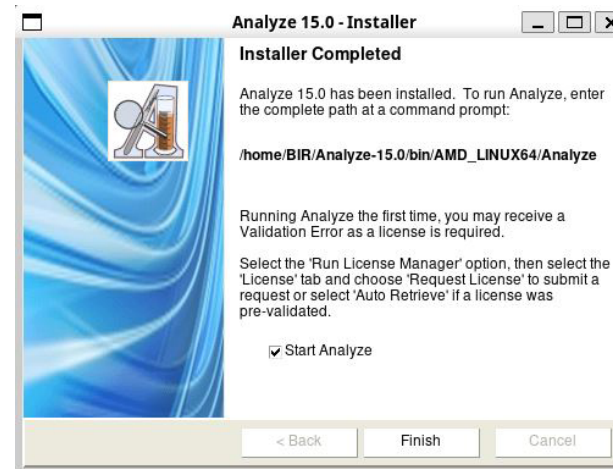 Analyze 15.0 - Installer
Installer Completed
Analyze 15.0 has been installed. To run Analyze, enter
the complete path at a command prompt:
/home/BIR/Analyze-15.0/bin/AMD_LINUX64/Analyze
Running Analyze the first time, you may receive a
Validation Error as a license is required.
Select the 'Run License Manager' option, then select the
'License' tab and choose 'Request License' to submit a
request or select 'Auto Retrieve' if a license was
pre-validated.
Start Analyze
< Back Finish Cancel